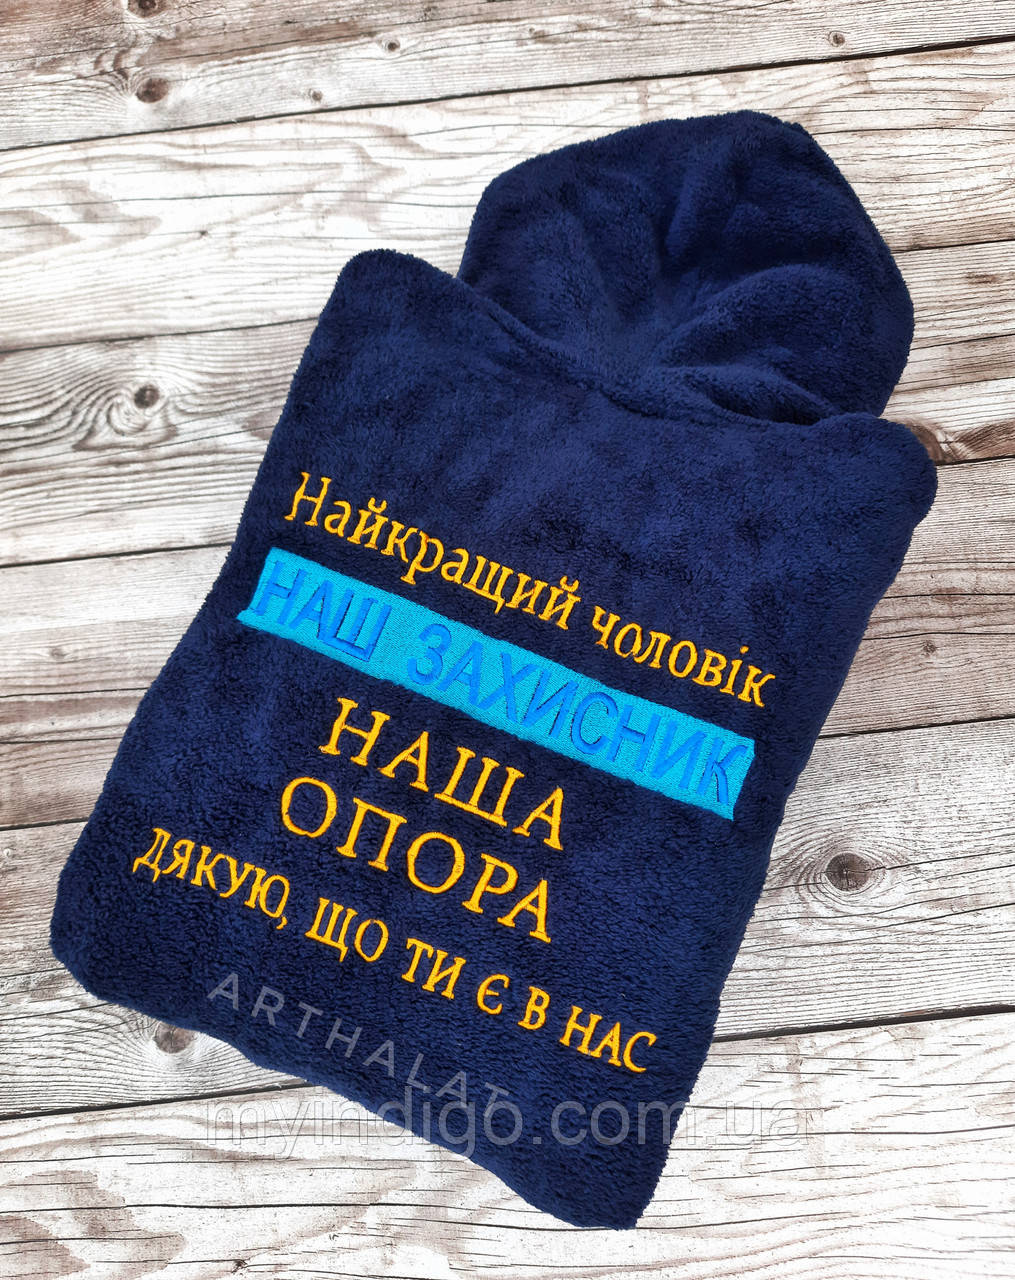 Найкращий чоловік
НАШ ЗАХИСНИК
НАША
ОПОРА
ДЯКУЮ, ЩО ТИ Є В НАС
ARTHALAT
myindigo.com.ua